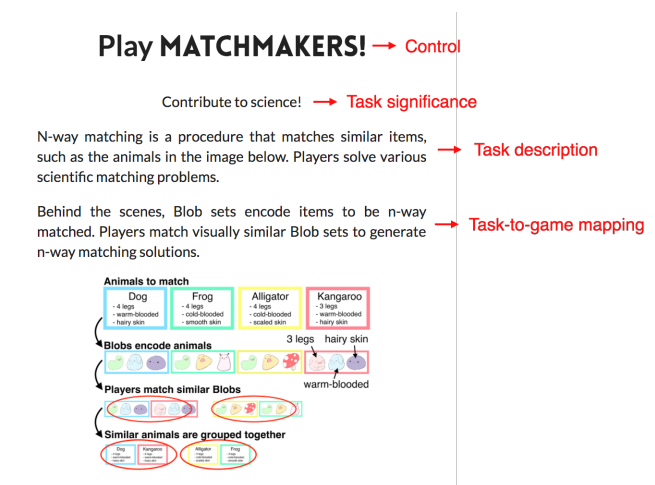 Play MATCHMAKERS! Control
Contribute to science! Task significance
N-way matching is a procedure that matches similar items,
such as the animals in the image below. Players solve various
scientific matching problems.
Task description
Behind the scenes, Blob sets encode items to be n-way
matched. Players match visually similar Blob sets to generate
n-way matching solutions.
Task-to-game mapping
Animals to match
Dog
- 4 legs
- warm-blooded
- hairy skin
Frog
- 4 legs
- cold-blooded
- smooth skin
Alligator
- 4 legs
- cold-blooded
- scaled skin
Kangaroo
- 3 legs
- warm-blooded
- hairy skin
3 legs hairy skin
Blobs encode animals
warm-blooded
Players match similar Blobs
Similar animals are grouped together
Dog
Kangaroo
Alligator
Frog